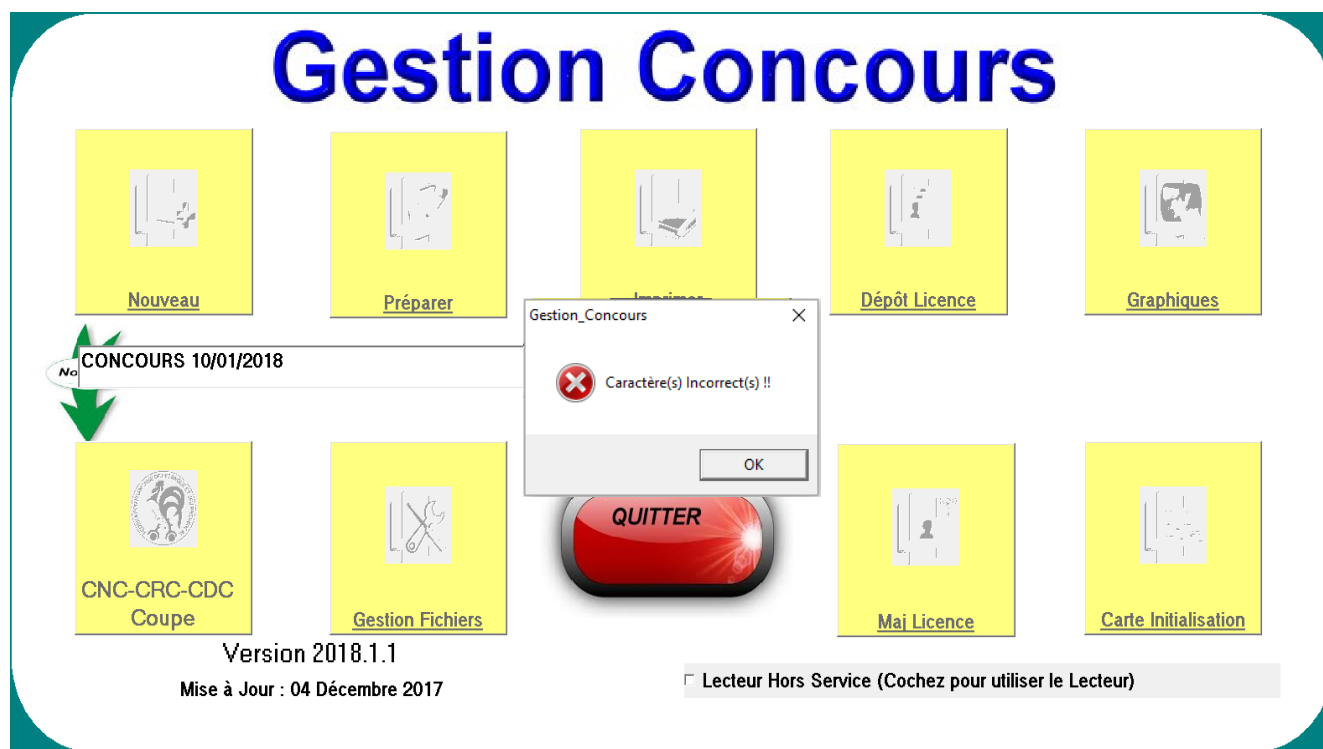 Gestion Concours
Nouveau
Préparer
Imprimer
Dépôt Licence
Graphiques
Gestion_Concours
No
CONCOURS 10/01/2018
Caractère(s) Incorrect(s) !!
OK
QUITTER
CNC-CRC-CDC
Coupe
Gestion Fichiers
Maj Licence
Carte Initialisation
Version 2018.1.1
Mise à Jour : 04 Décembre 2017
Lecteur Hors Service (Cochez pour utiliser le Lecteur)